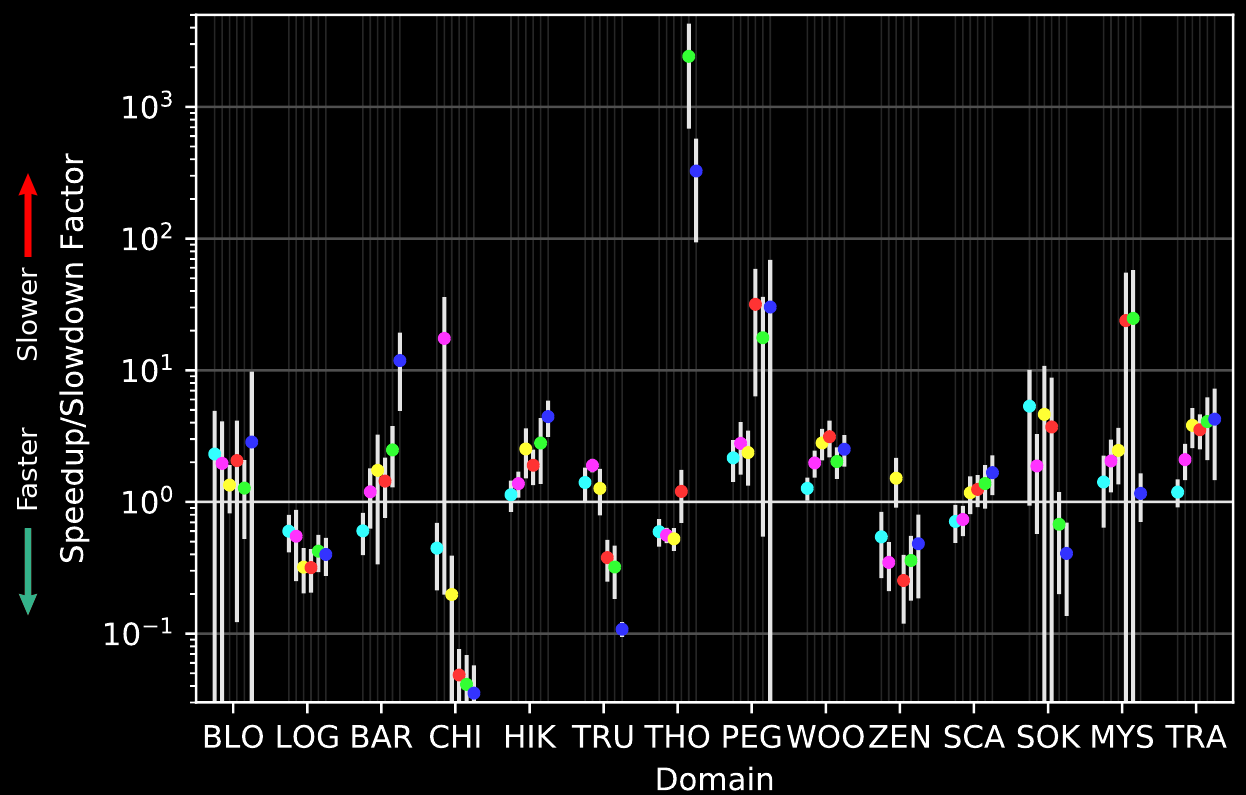 10³
10²
10¹
10⁰
10⁻¹
Slower
Faster
Speedup/Slowdown Factor
BLO LOG BAR CHI HIK TRU THO PEG WOO ZEN SCA SOK MYS TRA
Domain